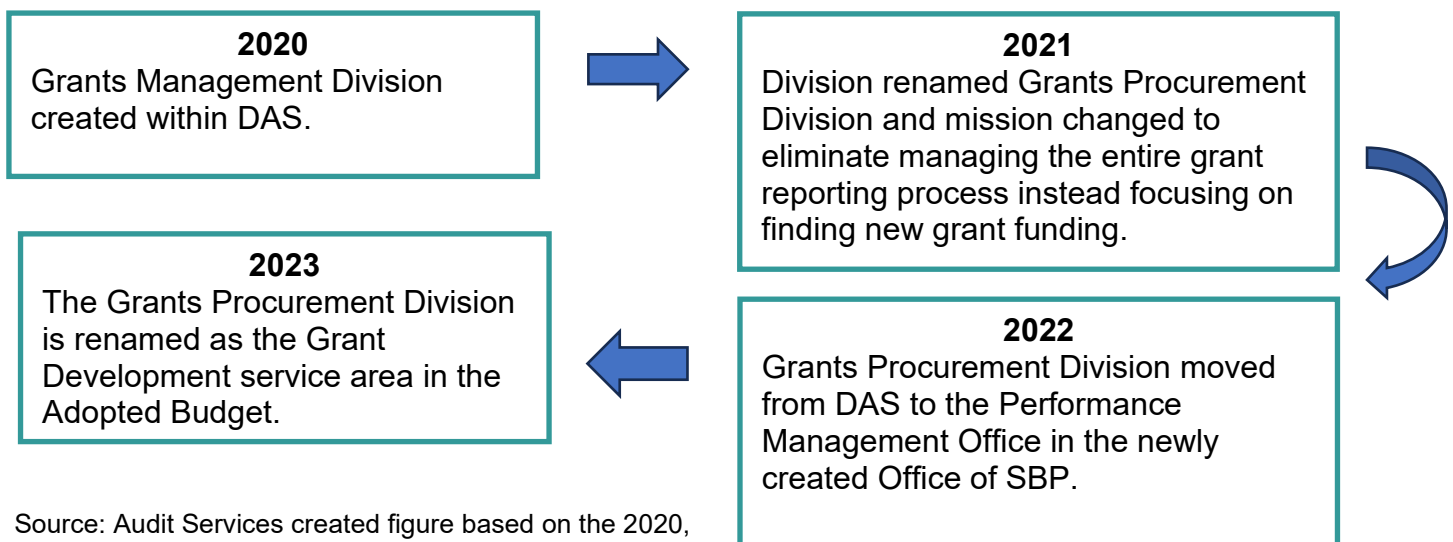 2020
Grants Management Division
created within DAS.
2021
Division renamed Grants Procurement
Division and mission changed to
eliminate managing the entire grant
reporting process instead focusing on
finding new grant funding.
2022
Grants Procurement Division moved
from DAS to the Performance
Management Office in the newly
created Office of SBP.
2023
The Grants Procurement Division
is renamed as the Grant
Development service area in the
Adopted Budget.
Source: Audit Services created figure based on the 2020,